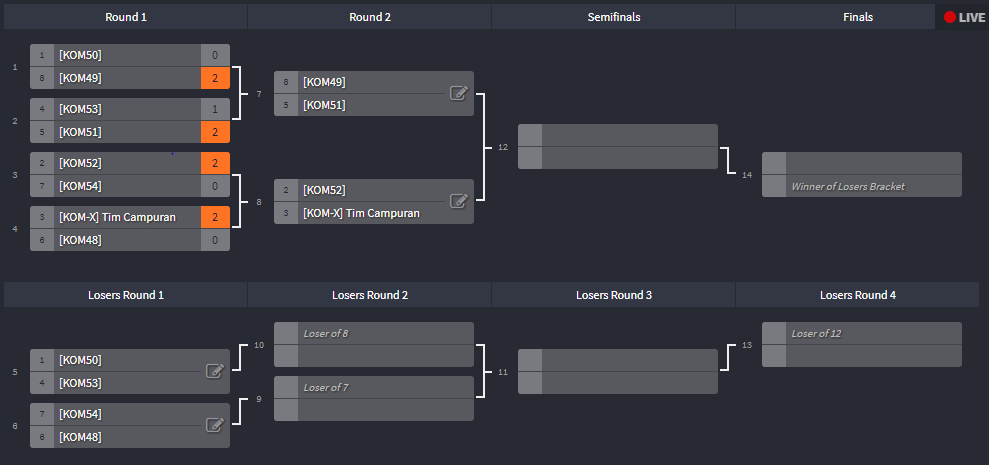 Round 1 Round 2 Semifinals Finals LIVE
1 [KOM50] 0
1
8 [KOM49] 2
8 [KOM49]
7
5 [KOM51]
4 [KOM53] 1
2
5 [KOM51] 2
12
2 [KOM52] 2
3
7 [KOM54] 0
14
Winner of Losers Bracket
2 [KOM52]
8
3 [KOM-X] Tim Campuran
3 [KOM-X] Tim Campuran 2
4
6 [KOM48] 0
Losers Round 1 Losers Round 2 Losers Round 3 Losers Round 4
10 Loser of 8
13 Loser of 12
1 [KOM50]
5
4 [KOM53]
11
9 Loser of 7
7 [KOM54]
6
6 [KOM48]